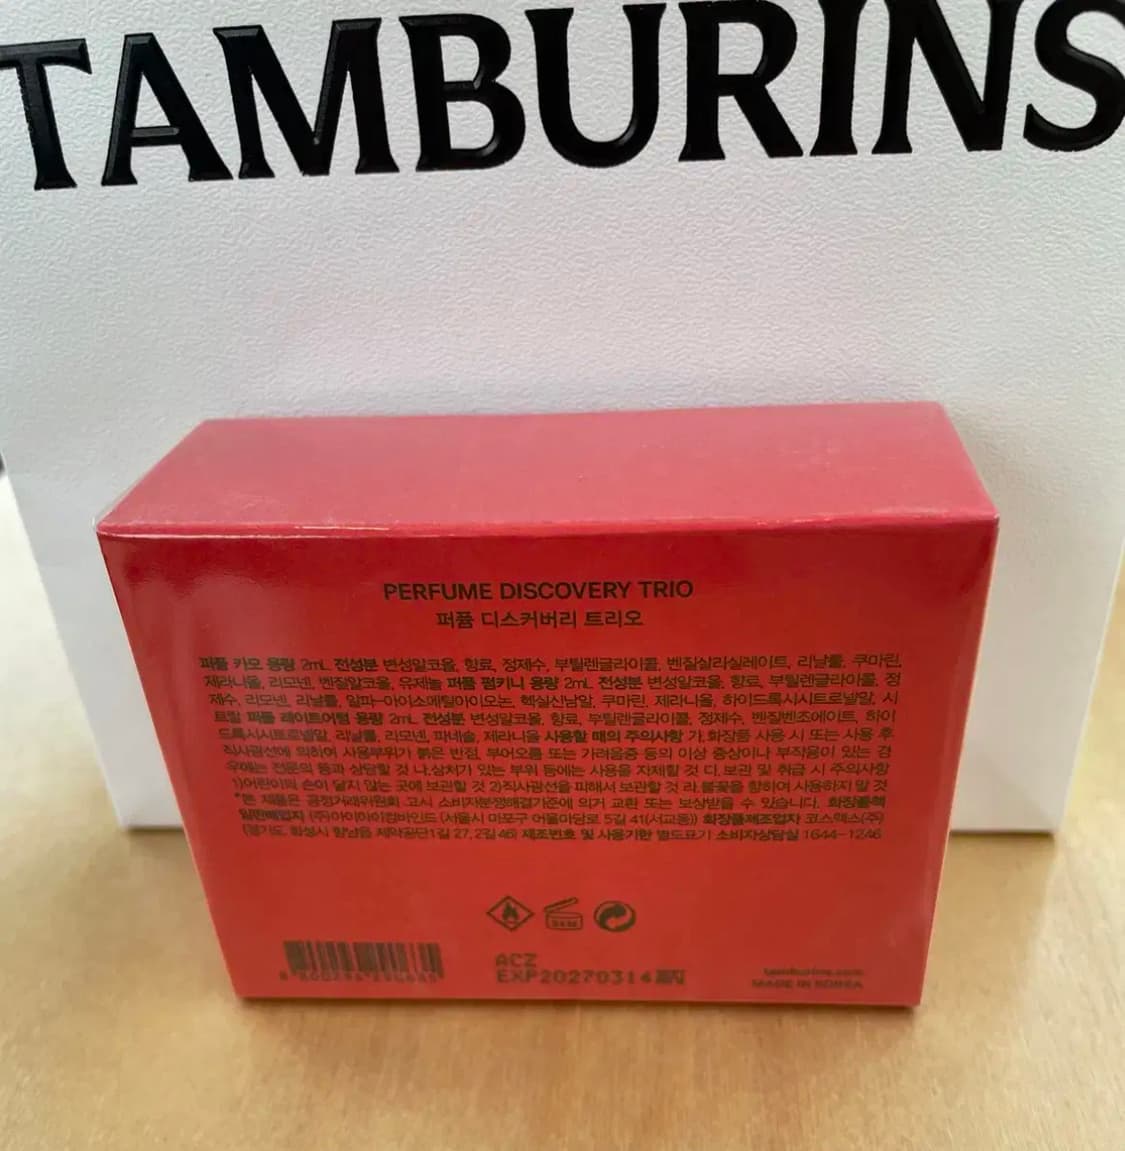 TAMBURINS
PERFUME DISCOVERY TRIO
퍼퓸 디스커버리 트리오
퍼퓸 카모 용량 2mL 전성분 변성알코올, 향료, 정제수, 부틸렌글라이콜, 벤질살리실레이트, 리날룰, 쿠마린,
제라니올, 리모넨, 벤질알코올, 유제놀 퍼퓸 펌키니 용량 2mL 전성분 변성알코올, 향료, 부틸렌글라이콜, 정
제수, 리모넨, 리날룰, 알파-아이소메틸아이오논, 헥실신남알, 쿠마린, 제라니올, 하이드록시시트로넬알, 시
트랄 퍼퓸 레이트어텀 용량 2mL 전성분 변성알코올, 향료, 부틸렌글라이콜, 정제수, 벤질벤조에이트, 하이
드록시시트로넬알, 리날룰, 리모넨, 파네솔, 제라니올 사용할 때의 주의사항 가.화장품 사용 시 또는 사용 후
직사광선에 의하여 사용부위가 붉은 반점, 부어오름 또는 가려움증 등의 이상 증상이나 부작용이 있는 경
우에는 전문의 등과 상담할 것 나.상처가 있는 부위 등에는 사용을 자제할 것 다.보관 및 취급 시 주의사항
1)어린이의 손이 닿지 않는 곳에 보관할 것 2)직사광선을 피해서 보관할 것 라.불꽃을 향하여 사용하지 말 것
*본 제품은 공정거래위원회 고시 소비자분쟁해결기준에 의거 교환 또는 보상받을 수 있습니다. 화장품책
임판매업자 (주)아이아이컴바인드 (서울시 마포구 어울마당로 5길 41(서교동)) 화장품제조업자 코스맥스(주)
(경기도 화성시 향남읍 제약공단1길 27, 2길 46) 제조번호 및 사용기한 별도표기 소비자상담실 1644-1246
ACZ
EXP20270314까지
tamburins.com
MADE IN KOREA